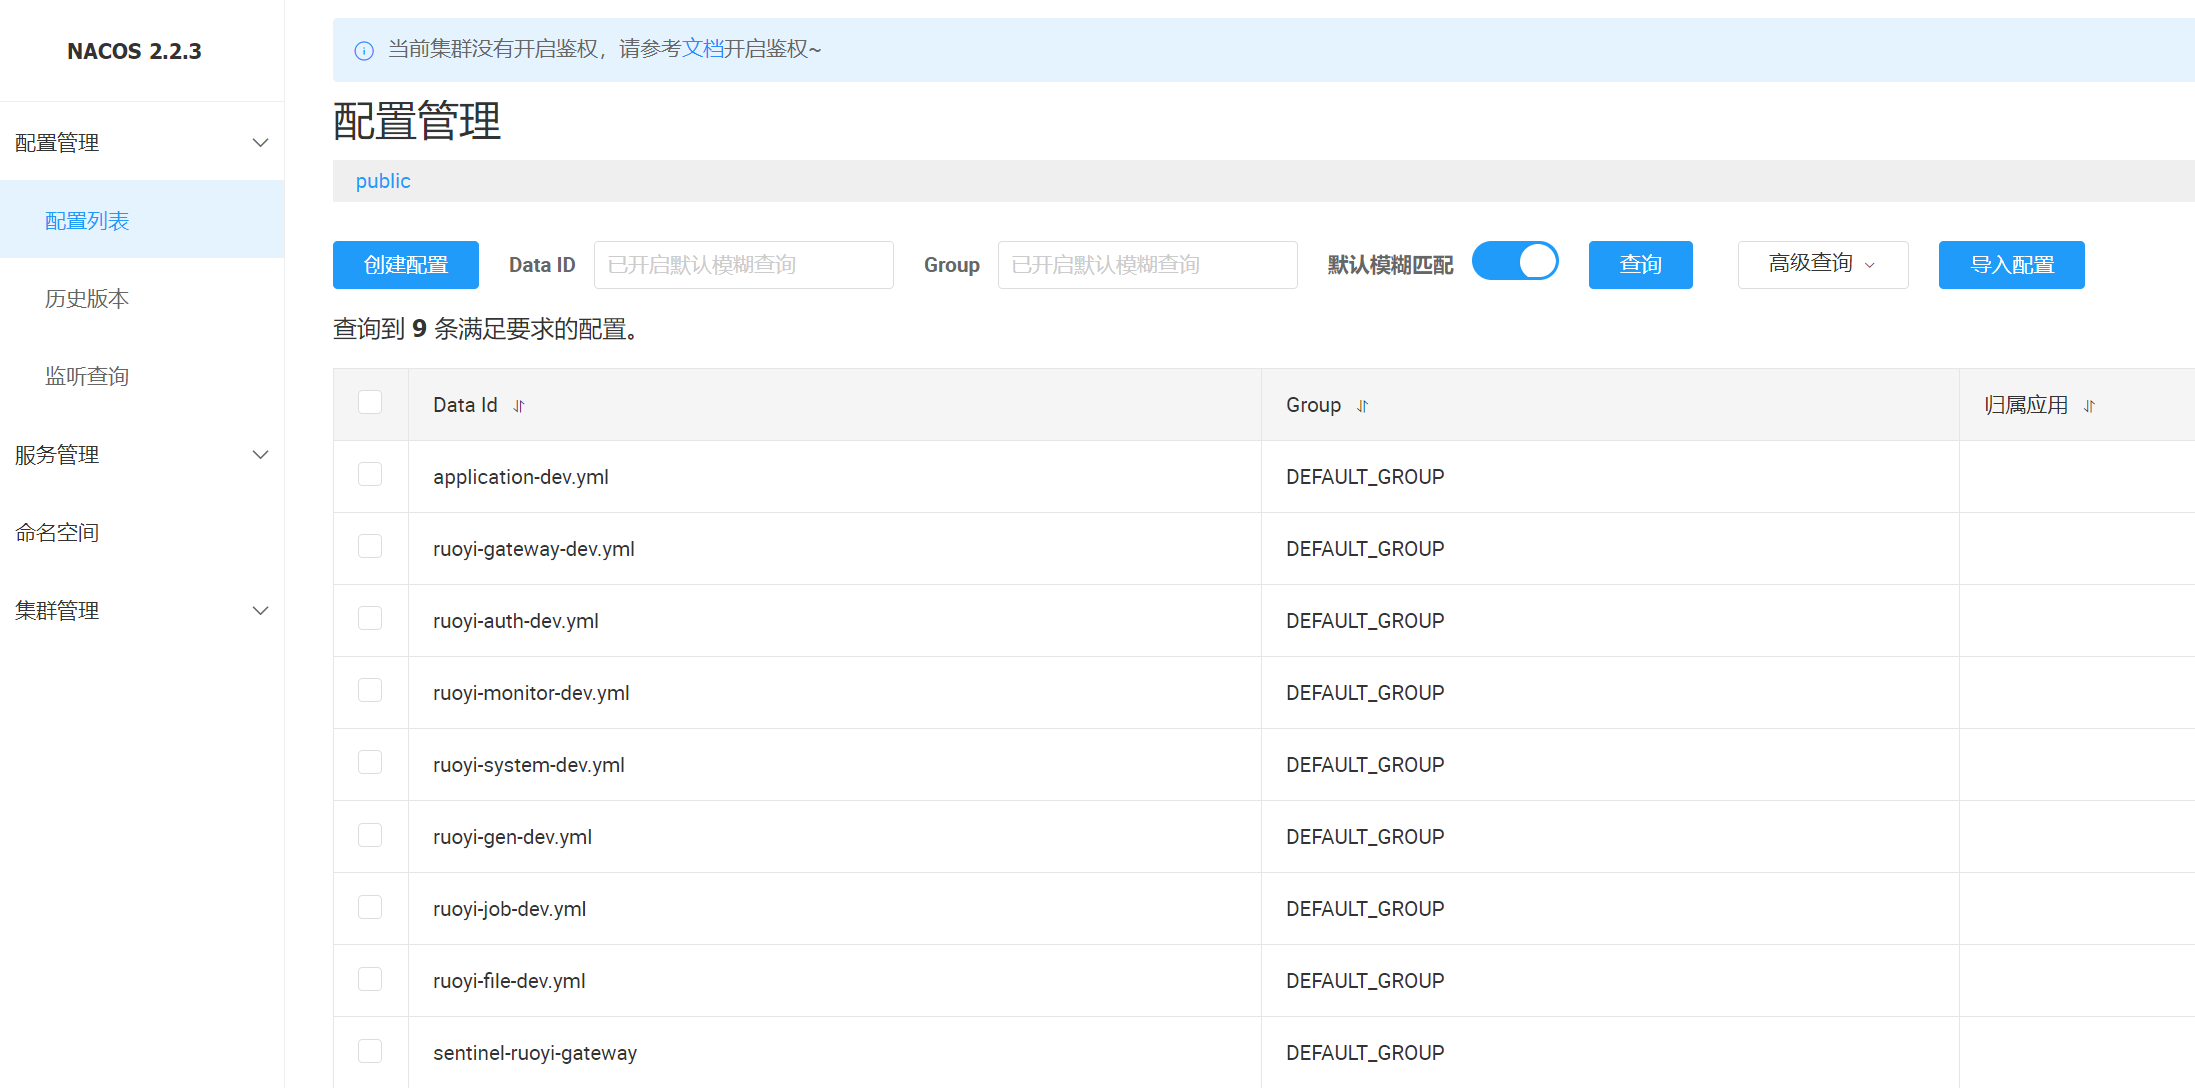 NACOS 2.2.3
配置管理
配置列表
历史版本
监听查询
服务管理
命名空间
集群管理
当前集群没有开启鉴权，请参考文档开启鉴权~
配置管理
public
创建配置 Data ID 已开启默认模糊查询 Group 已开启默认模糊查询 默认模糊匹配 查询 高级查询 导入配置
查询到 9 条满足要求的配置。
Data Id Group 归属应用
application-dev.yml DEFAULT_GROUP
ruoyi-gateway-dev.yml DEFAULT_GROUP
ruoyi-auth-dev.yml DEFAULT_GROUP
ruoyi-monitor-dev.yml DEFAULT_GROUP
ruoyi-system-dev.yml DEFAULT_GROUP
ruoyi-gen-dev.yml DEFAULT_GROUP
ruoyi-job-dev.yml DEFAULT_GROUP
ruoyi-file-dev.yml DEFAULT_GROUP
sentinel-ruoyi-gateway DEFAULT_GROUP